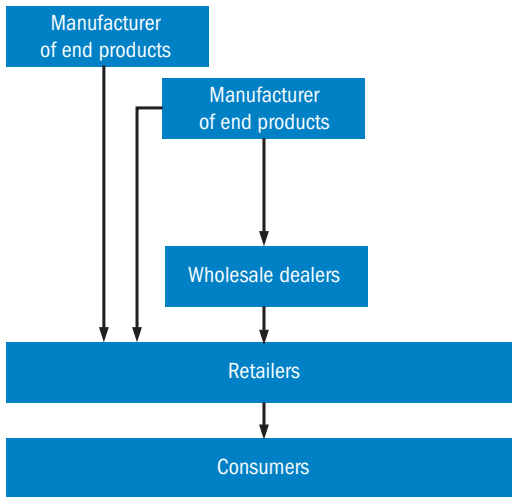 Manufacturer
of end products
Manufacturer
of end products
Wholesale dealers
Retailers
Consumers